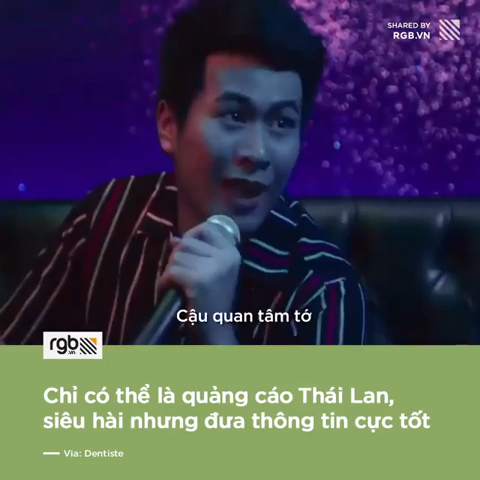 SHARED BY
RGB.VN
Cậu quan tâm tớ
rgb
.vn
Chỉ có thể là quảng cáo Thái Lan,
siêu hài nhưng đưa thông tin cực tốt
Via: Dentiste